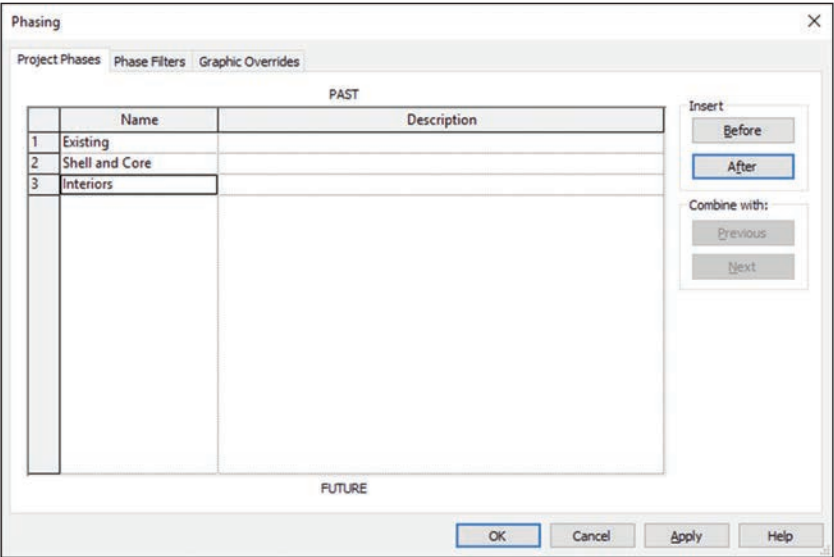 Phasing
Project Phases Phase Filters Graphic Overrides
PAST
Name Description
1 Existing
2 Shell and Core
3 Interiors
FUTURE
Insert
Before
After
Combine with:
Previous
Next
OK Cancel Apply Help